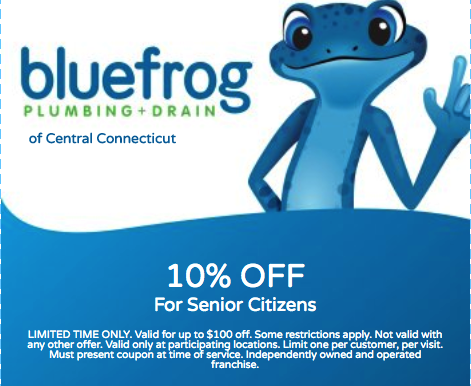 bluefrog
PLUMBING + DRAIN
of Central Connecticut
10% OFF
For Senior Citizens
LIMITED TIME ONLY. Valid for up to $100 off. Some restrictions apply. Not valid with
any other offer. Valid only at participating locations. Limit one per customer, per visit.
Must present coupon at time of service. Independently owned and operated
franchise.